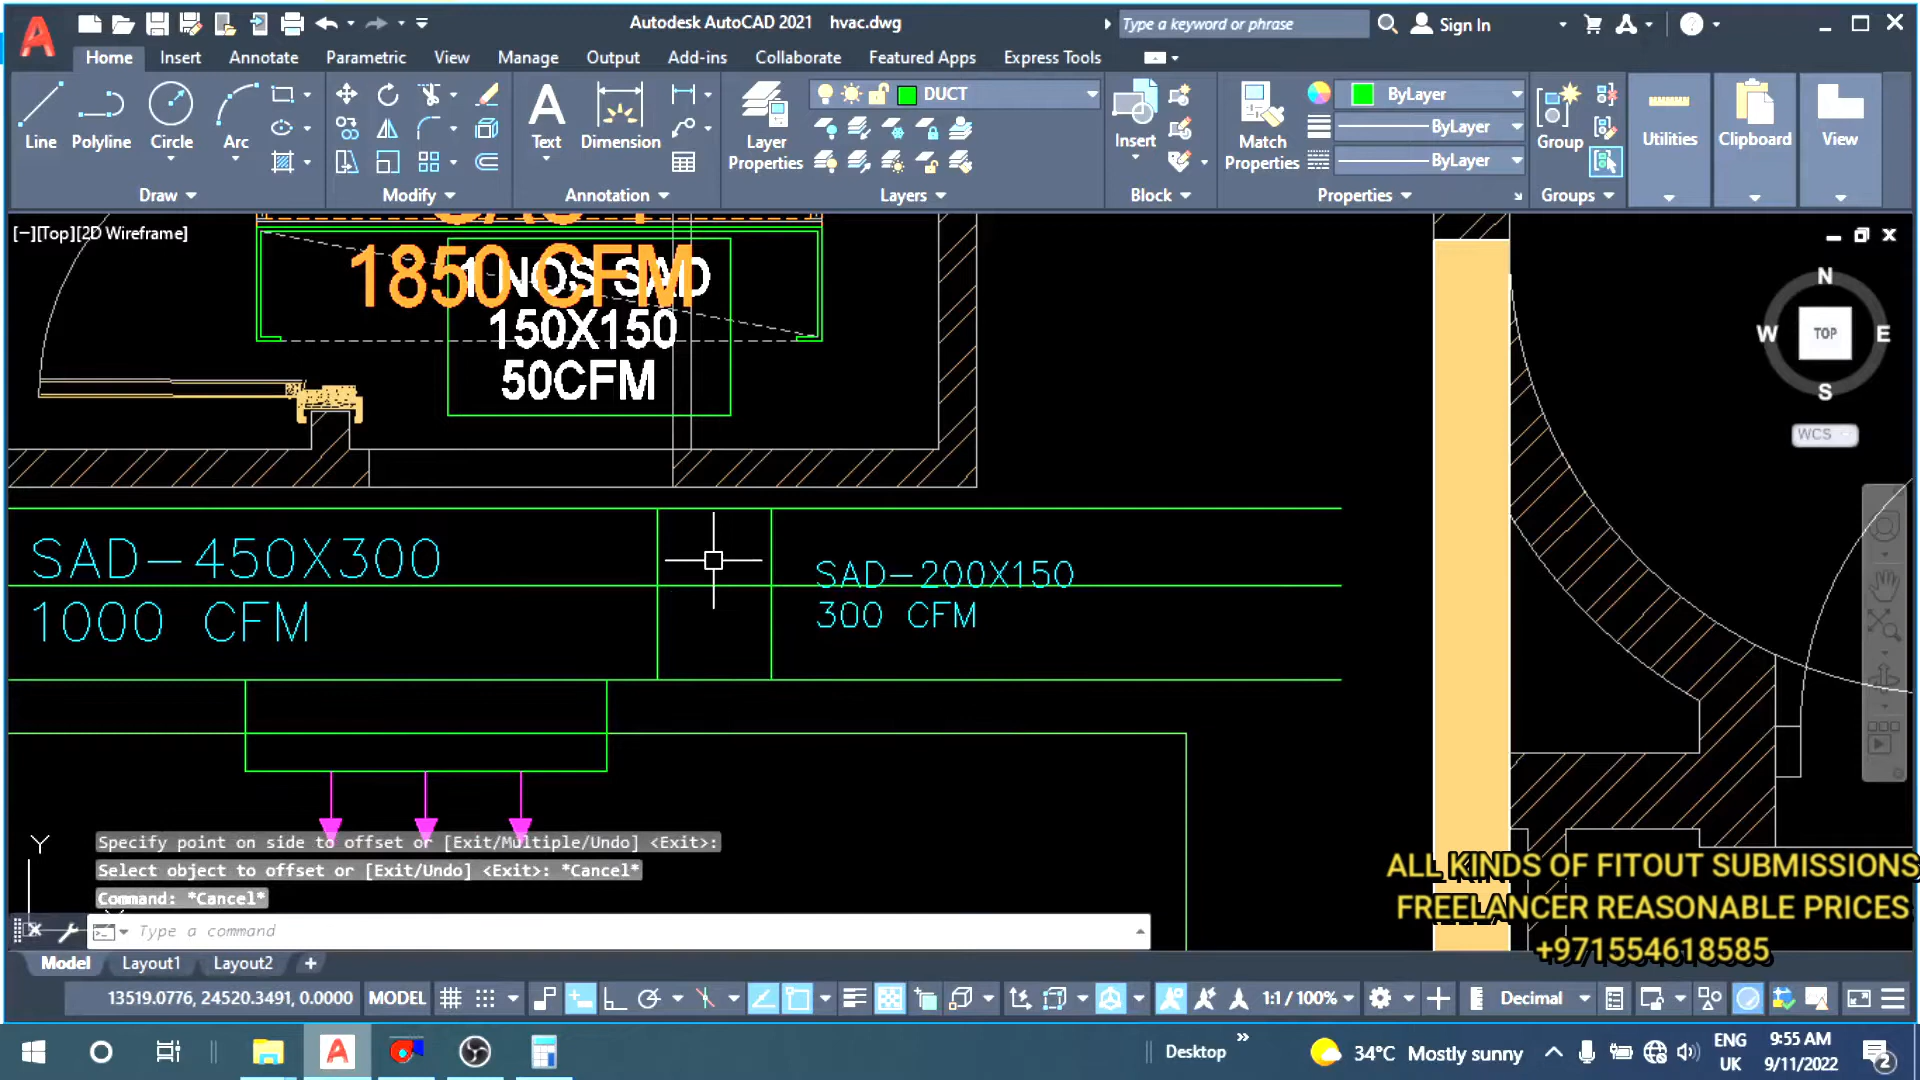 Autodesk AutoCAD 2021 hvac.dwg
Type a keyword or phrase
Sign In
Home Insert Annotate Parametric View Manage Output Add-ins Collaborate Featured Apps Express Tools
Line Polyline Circle Arc
Text Dimension
Layer Properties
DUCT
Insert
Match Properties
ByLayer
ByLayer
ByLayer
Group
Utilities
Clipboard
View
Draw Modify Annotation Layers Block Properties Groups
[−][Top][2D Wireframe]
1850 CFM
1 NOS SAD
150X150
50CFM
N
W TOP E
S
WCS
SAD-450X300
1000 CFM
SAD-200X150
300 CFM
Y
Specify point on side to offset or [Exit/Multiple/Undo] <Exit>:
Select object to offset or [Exit/Undo] <Exit>: *Cancel*
Command: *Cancel*
Type a command
ALL KINDS OF FITOUT SUBMISSIONS
FREELANCER REASONABLE PRICES
+971554618585
Model Layout1 Layout2 +
13519.0776, 24520.3491, 0.0000 MODEL 1:1 / 100% Decimal
Desktop
34°C Mostly sunny
ENG
UK
9:55 AM
9/11/2022
2